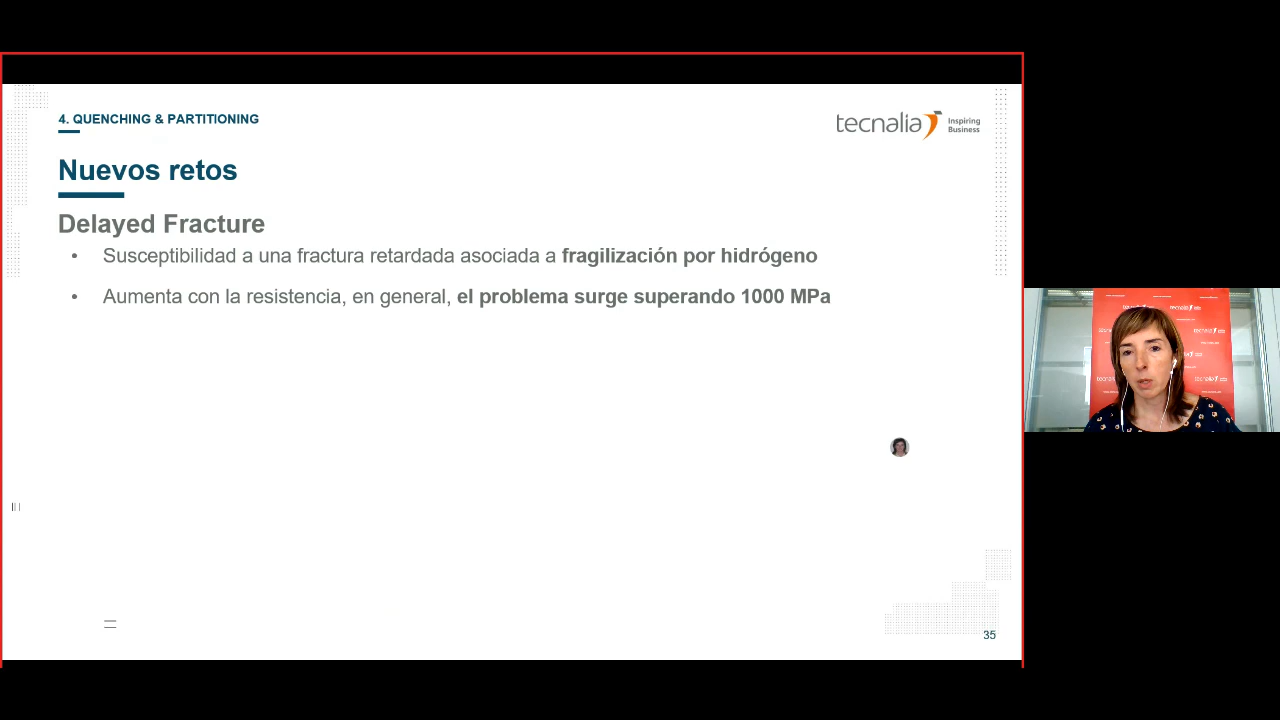 4. QUENCHING & PARTITIONING
tecnalia Inspiring Business
Nuevos retos
Delayed Fracture
• Susceptibilidad a una fractura retardada asociada a fragilización por hidrógeno
• Aumenta con la resistencia, en general, el problema surge superando 1000 MPa
35